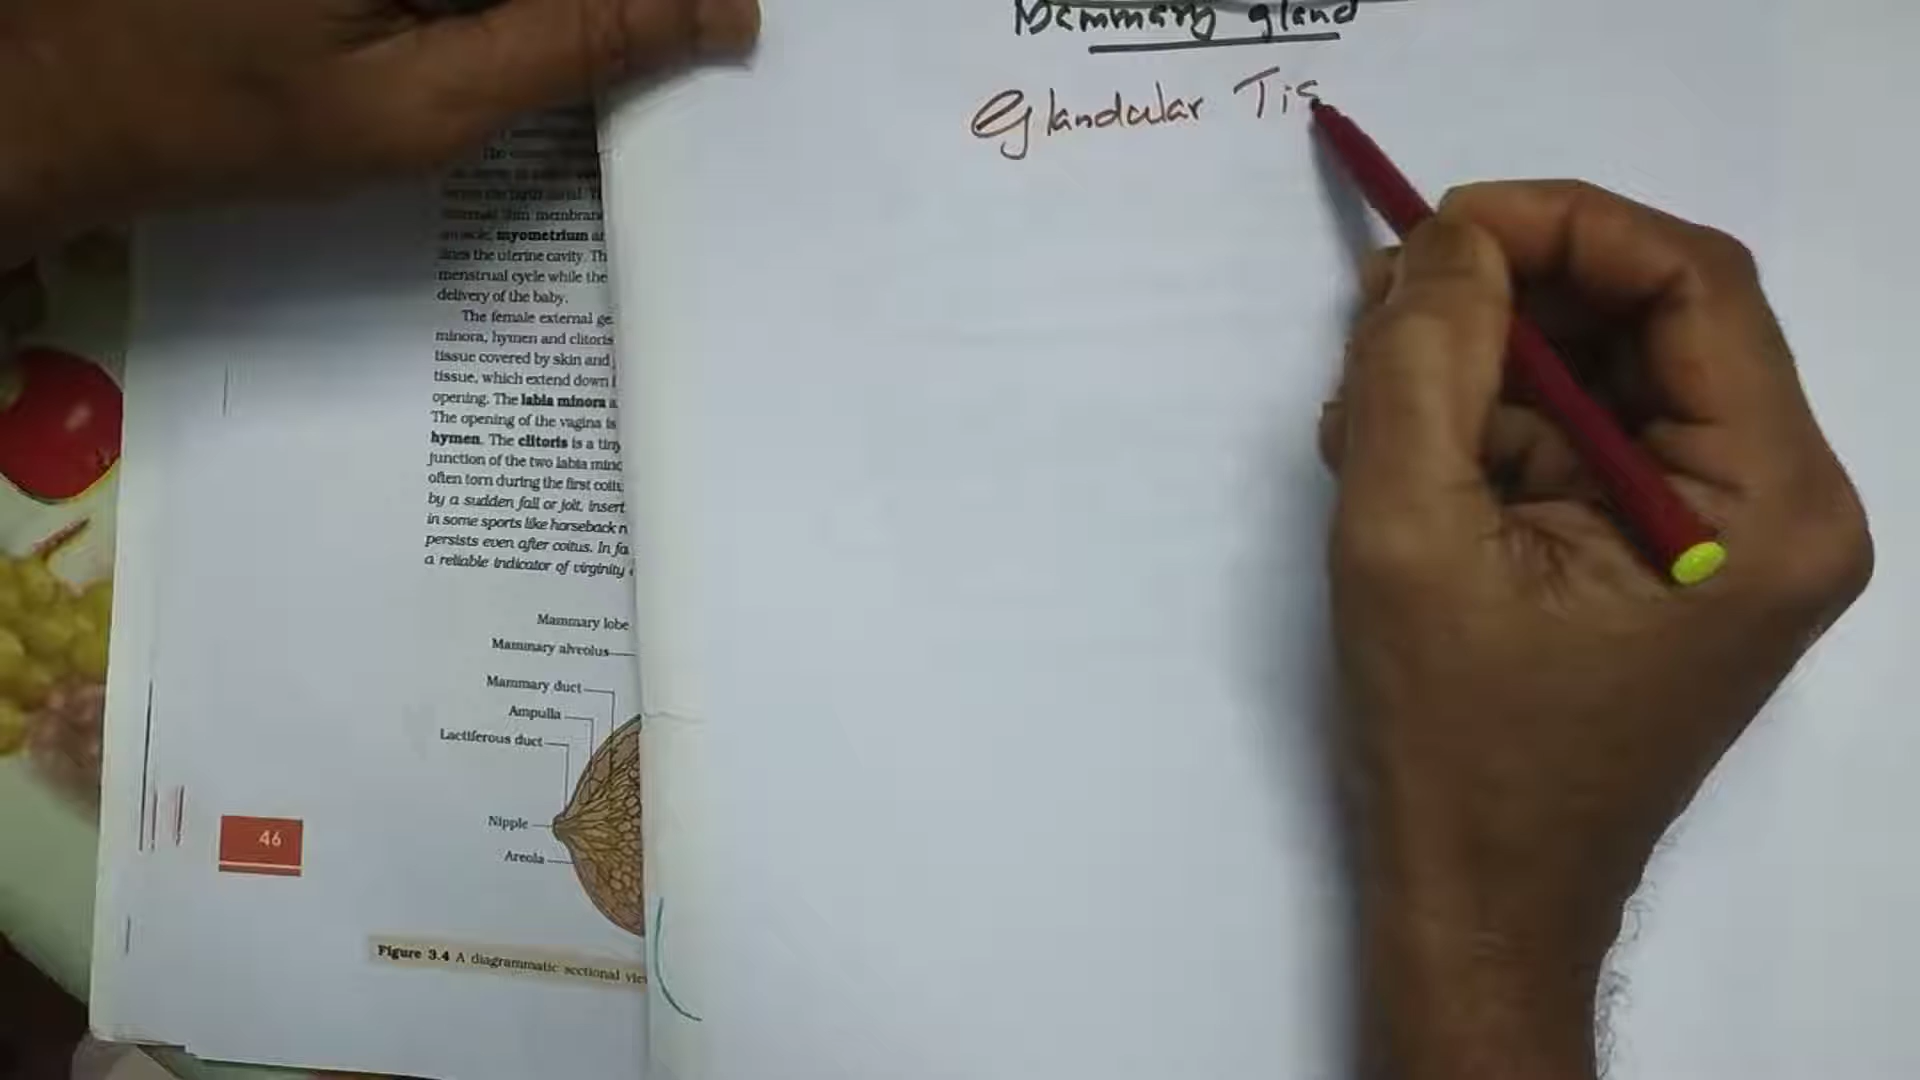 Mammary gland
Glandular Tis
myometrium
lines the uterine cavity. Th
menstrual cycle while the
delivery of the baby.
The female external ge
minora, hymen and clitoris
tissue covered by skin and
tissue, which extend down
opening. The labia minora a
The opening of the vagina is
hymen. The clitoris is a tiny
junction of the two labia mino
often torn during the first coitu
by a sudden fall or jolt, insert
in some sports like horseback r
persists even after coitus. In fa
a reliable indicator of virginity
Mammary lobe
Mammary alveolus
Mammary duct
Ampulla
Lactiferous duct
Nipple
Areola
46
Figure 3.4 A diagrammatic sectional vie